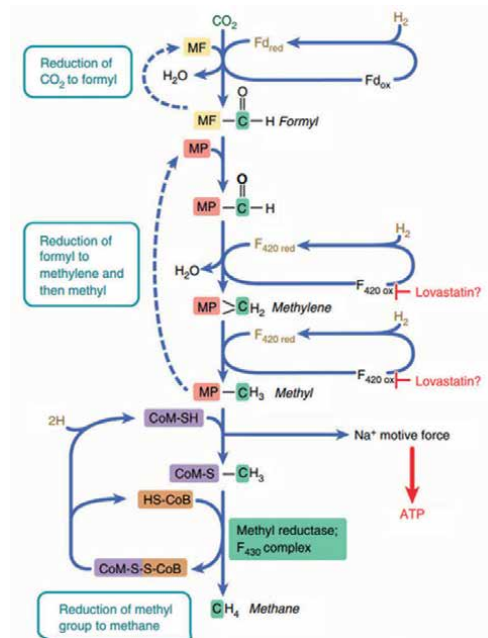 CO2
H2
MF
Fdred
Reduction of
CO2 to formyl
H2O
Fdox
O
MF
C
H Formyl
MP
O
MP
C
H
Reduction of
formyl to
methylene and
then methyl
F420 red
H2
H2O
F420 ox
Lovastatin?
MP
CH2 Methylene
H2
F420 red
F420 ox
Lovastatin?
MP
CH3 Methyl
2H
CoM-SH
Na+ motive force
CoM-S
CH3
HS-CoB
ATP
Methyl reductase;
F430 complex
CoM-S-S-CoB
Reduction of methyl
group to methane
CH4 Methane